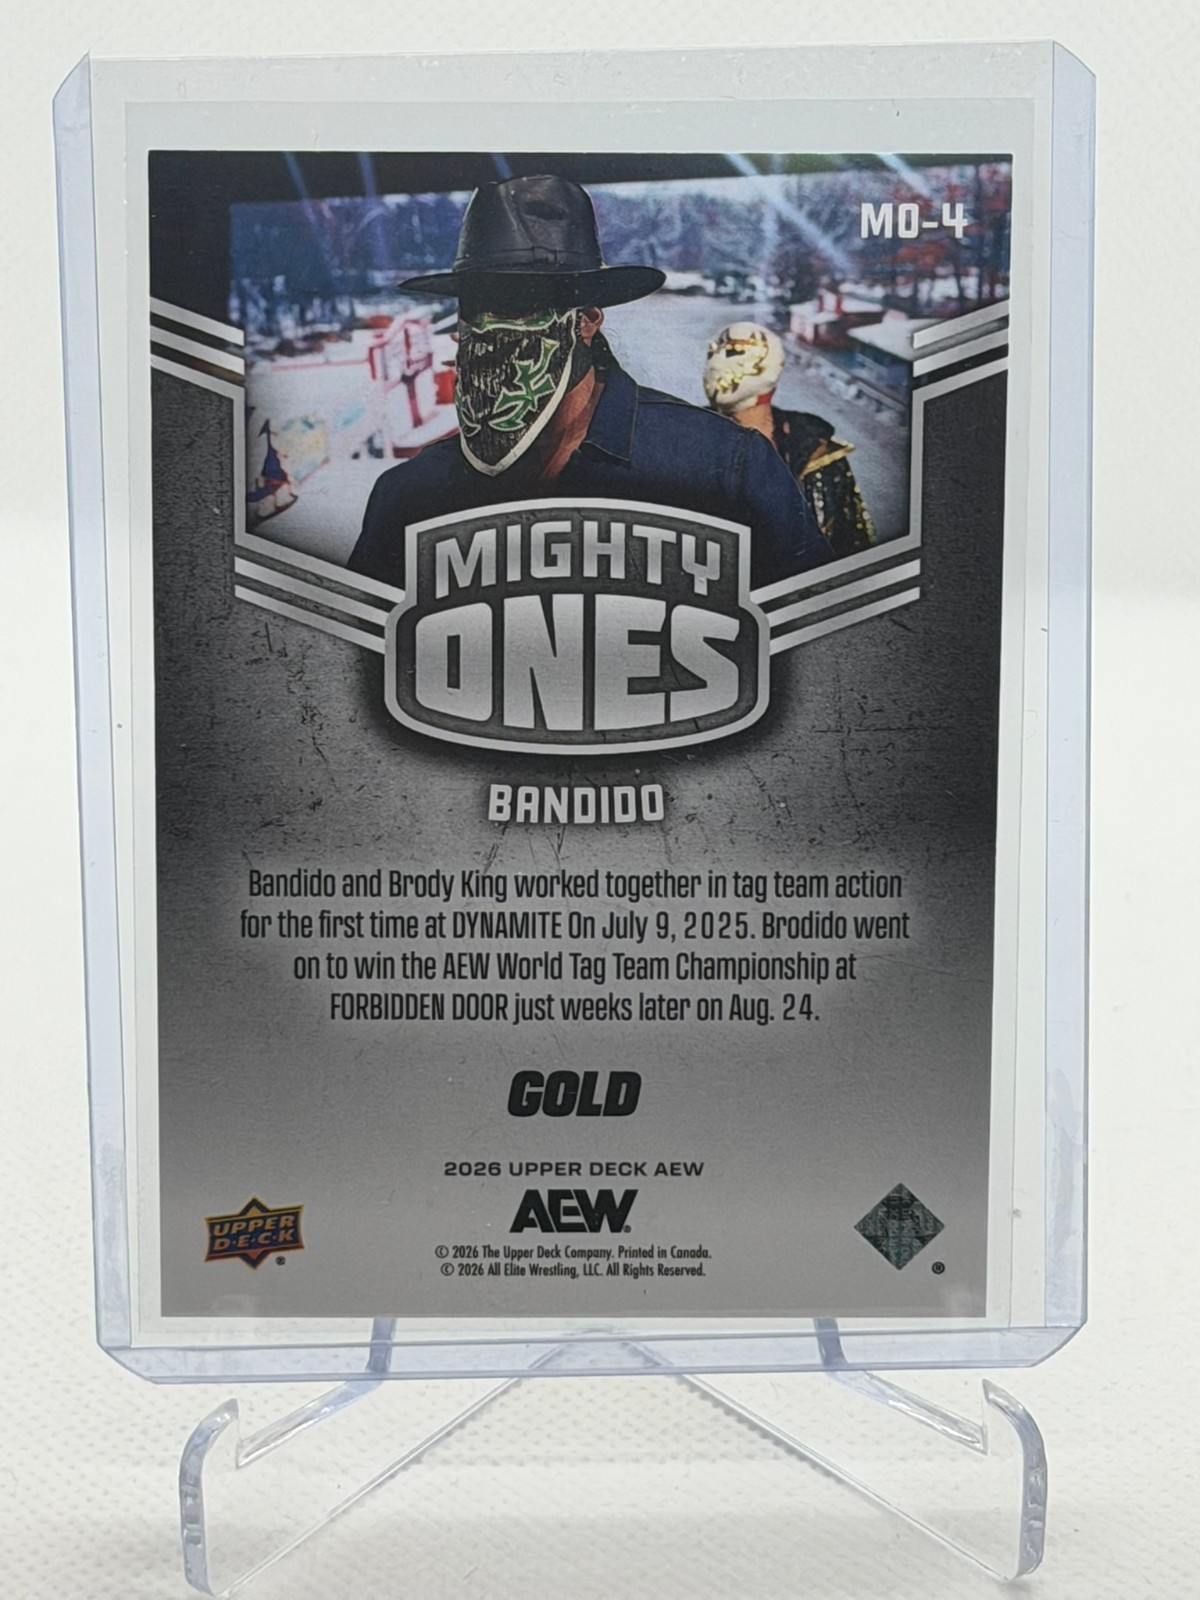 MO-4
MIGHTY
ONES
BANDIDO
Bandido and Brody King worked together in tag team action
for the first time at DYNAMITE On July 9, 2025. Brodido went
on to win the AEW World Tag Team Championship at
FORBIDDEN DOOR just weeks later on Aug. 24.
GOLD
2026 UPPER DECK AEW
UPPER
D·E·C·K
®
AEW®
© 2026 The Upper Deck Company. Printed in Canada.
© 2026 All Elite Wrestling, LLC. All Rights Reserved.
®